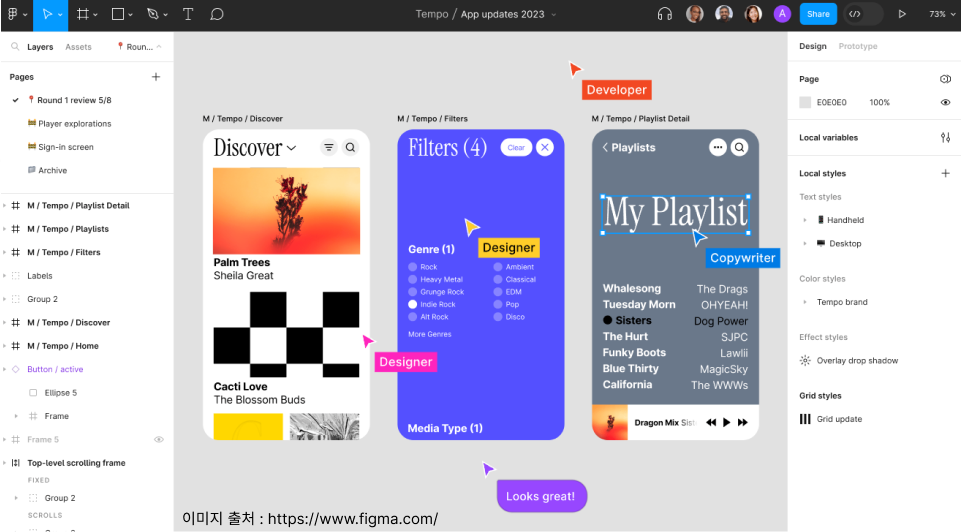 Tempo / App updates 2023
A
Share
</>
73%
Layers
Assets
Roun...
Pages
Round 1 review 5/8
Player explorations
Sign-in screen
Archive
M / Tempo / Playlist Detail
M / Tempo / Playlists
M / Tempo / Filters
Labels
Group 2
M / Tempo / Discover
M / Tempo / Home
Button / active
Ellipse 5
Frame
Frame 5
Top-level scrolling frame
FIXED
Group 2
SCROLLS
Developer
M / Tempo / Discover
Discover
Palm Trees
Sheila Great
Cacti Love
The Blossom Buds
Designer
M / Tempo / Filters
Filters (4)
Clear
Designer
Genre (1)
Rock
Ambient
Heavy Metal
Classical
Grunge Rock
EDM
Indie Rock
Pop
Alt Rock
Disco
More Genres
Media Type (1)
M / Tempo / Playlist Detail
Playlists
My Playlist
Copywriter
Whalesong The Drags
Tuesday Morn OHYEAH!
Sisters Dog Power
The Hurt SJPC
Funky Boots Lawlii
Blue Thirty MagicSky
California The WWWs
Dragon Mix Sist
Looks great!
이미지 출처 : https://www.figma.com/
Design
Prototype
Page
E0E0E0 100%
Local variables
Local styles
Text styles
Handheld
Desktop
Color styles
Tempo brand
Effect styles
Overlay drop shadow
Grid styles
Grid update